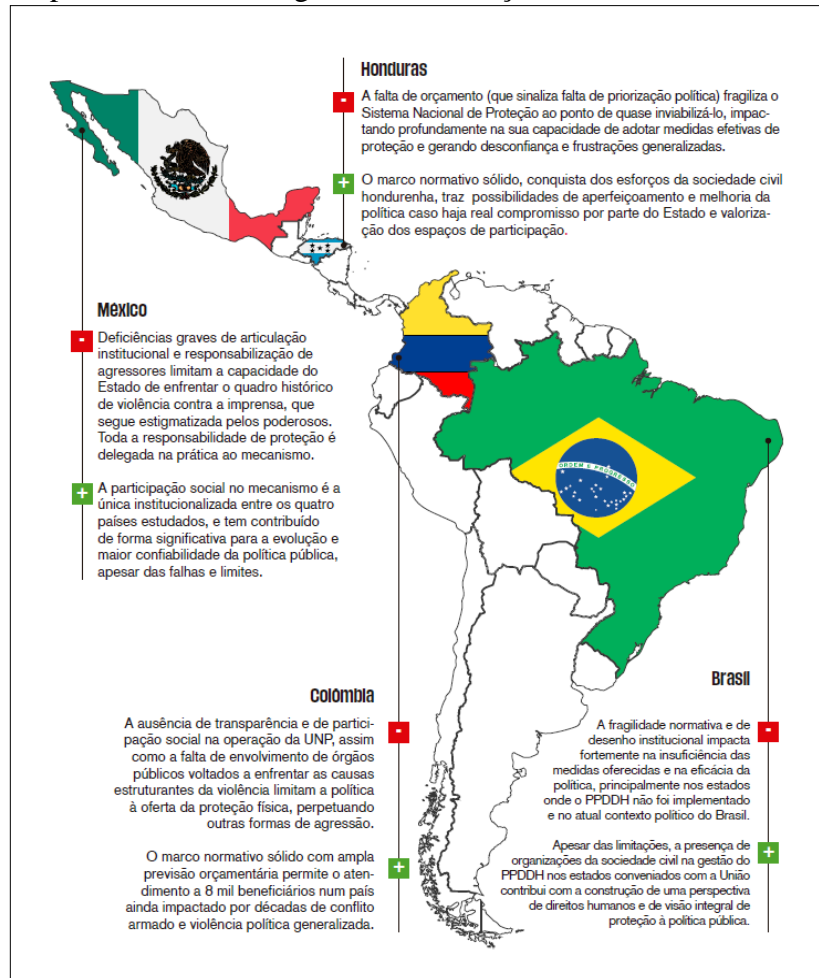 Honduras
-
A falta de orçamento (que sinaliza falta de priorização política) fragiliza o
Sistema Nacional de Proteção ao ponto de quase inviabilizá-lo, impac-
tando profundamente na sua capacidade de adotar medidas efetivas de
proteção e gerando desconfiança e frustrações generalizadas.
+
O marco normativo sólido, conquista dos esforços da sociedade civil
hondurenha, traz possibilidades de aperfeiçoamento e melhoria da
política caso haja real compromisso por parte do Estado e valoriza-
ção dos espaços de participação.
México
-
Deficiências graves de articulação
institucional e responsabilização de
agressores limitam a capacidade do
Estado de enfrentar o quadro histórico
de violência contra a imprensa, que
segue estigmatizada pelos poderosos.
Toda a responsabilidade de proteção é
delegada na prática ao mecanismo.
+
A participação social no mecanismo é a
única institucionalizada entre os quatro
países estudados, e tem contribuído
de forma significativa para a evolução e
maior confiabilidade da política pública,
apesar das falhas e limites.
ORDEM E PROGRESSO
Colômbia
-
A ausência de transparência e de partici-
pação social na operação da UNP, assim
como a falta de envolvimento de órgãos
públicos voltados a enfrentar as causas
estruturantes da violência limitam a política
à oferta da proteção física, perpetuando
outras formas de agressão.
+
O marco normativo sólido com ampla
previsão orçamentária permite o aten-
dimento a 8 mil beneficiários num país
ainda impactado por décadas de conflito
armado e violência política generalizada.
Brasil
-
A fragilidade normativa e de
desenho institucional impacta
fortemente na insuficiência das
medidas oferecidas e na eficácia da
política, principalmente nos estados
onde o PPDDH não foi implementado
e no atual contexto político do Brasil.
+
Apesar das limitações, a presença de
organizações da sociedade civil na gestão do
PPDDH nos estados conveniados com a União
contribui com a construção de uma perspectiva
de direitos humanos e de visão integral de
proteção à política pública.